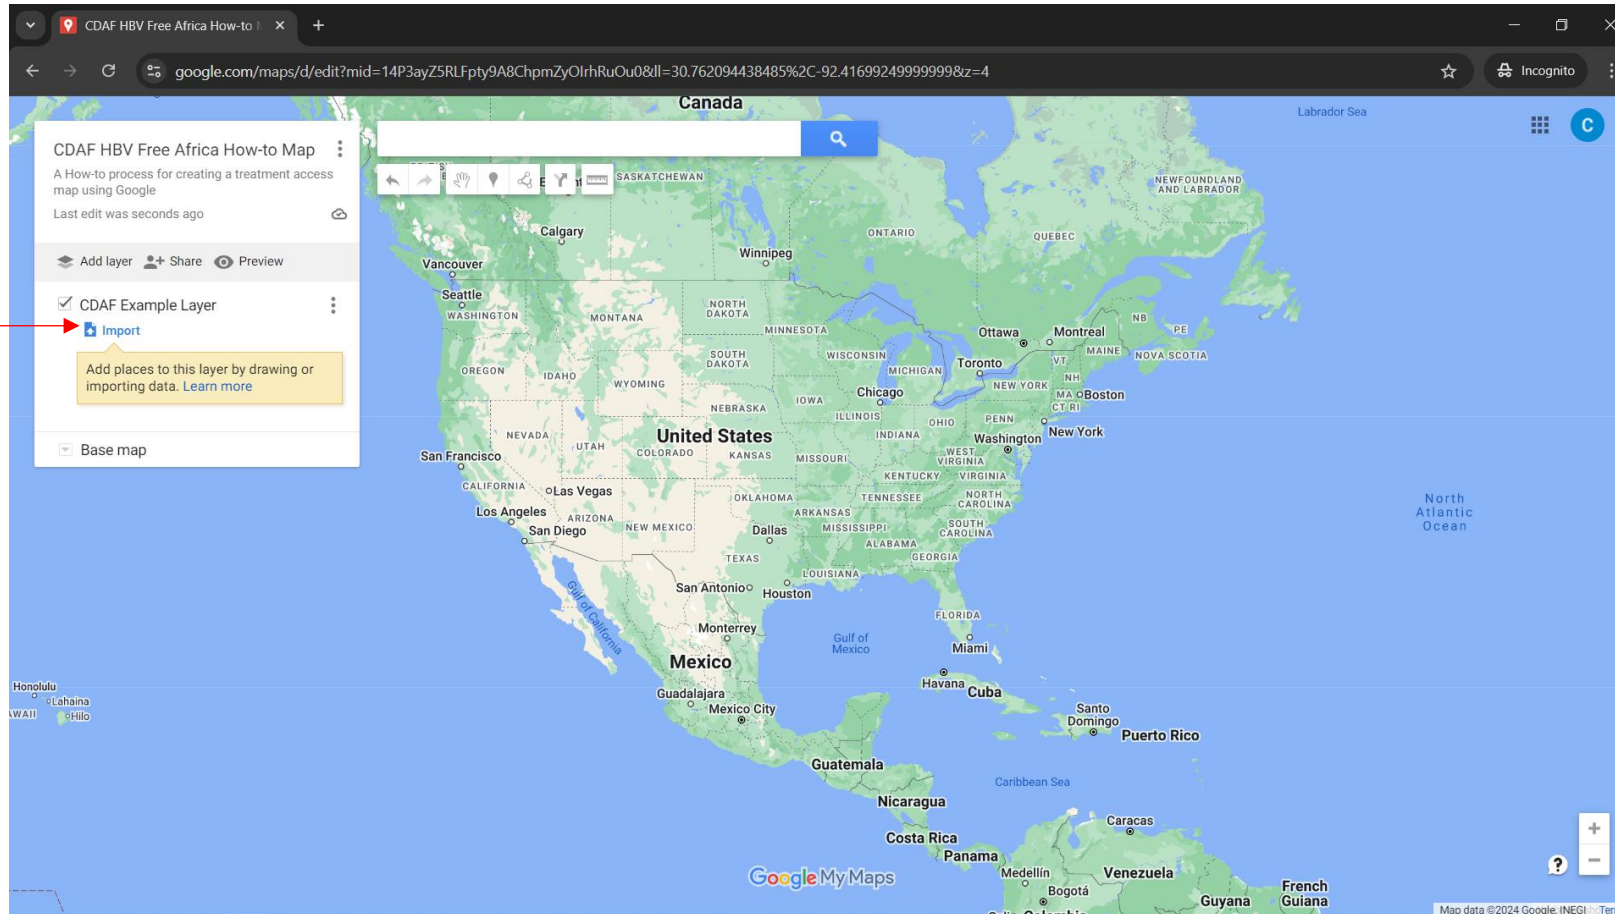 CDAF HBV Free Africa How-to
google.com/maps/d/edit?mid=14P3ayZ5RLFpty9A8ChpmZyOIrhRuOu0&ll=30.762094438485%2C-92.41699249999999&z=4
Incognito
CDAF HBV Free Africa How-to Map
A How-to process for creating a treatment access
map using Google
Last edit was seconds ago
Add layer
Share
Preview
CDAF Example Layer
Import
Add places to this layer by drawing or
importing data. Learn more
Base map
C
Canada
Labrador Sea
SASKATCHEWAN
NEWFOUNDLAND
AND LABRADOR
ONTARIO
QUEBEC
Calgary
Winnipeg
Vancouver
Seattle
WASHINGTON
MONTANA
NORTH
DAKOTA
MINNESOTA
Ottawa
Montreal
NB
PE
MAINE
NOVA SCOTIA
OREGON
IDAHO
WYOMING
SOUTH
DAKOTA
WISCONSIN
MICHIGAN
Toronto
VT
NH
NEW YORK
MA
Boston
CT RI
NEBRASKA
IOWA
Chicago
ILLINOIS
INDIANA
OHIO
PENN
New York
Washington
NEVADA
UTAH
United States
COLORADO
KANSAS
MISSOURI
WEST
VIRGINIA
KENTUCKY
VIRGINIA
San Francisco
CALIFORNIA
Las Vegas
OKLAHOMA
TENNESSEE
NORTH
CAROLINA
Los Angeles
ARIZONA
NEW MEXICO
ARKANSAS
MISSISSIPPI
SOUTH
CAROLINA
San Diego
Dallas
ALABAMA
GEORGIA
TEXAS
LOUISIANA
San Antonio
Houston
FLORIDA
Gulf of California
Monterrey
Gulf of
Mexico
Miami
Mexico
Havana
Cuba
Guadalajara
Mexico City
Santo
Domingo
Puerto Rico
Honolulu
Lahaina
Hilo
North
Atlantic
Ocean
Guatemala
Caribbean Sea
Nicaragua
Caracas
Costa Rica
Panama
Medellín
Venezuela
Bogotá
Guyana
French
Guiana
Google My Maps
Map data ©2024 Google, INEGI